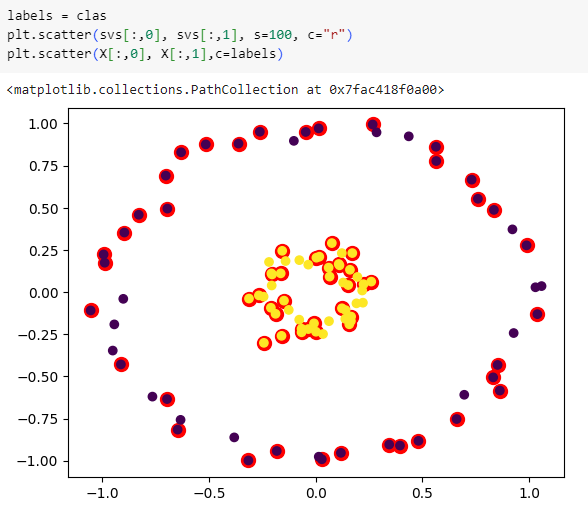 labels = clas
plt.scatter(svs[:,0], svs[:,1], s=100, c="r")
plt.scatter(X[:,0], X[:,1],c=labels)
<matplotlib.collections.PathCollection at 0x7fac418f0a00>
1.00
0.75
0.50
0.25
0.00
−0.25
−0.50
−0.75
−1.00
−1.0 −0.5 0.0 0.5 1.0